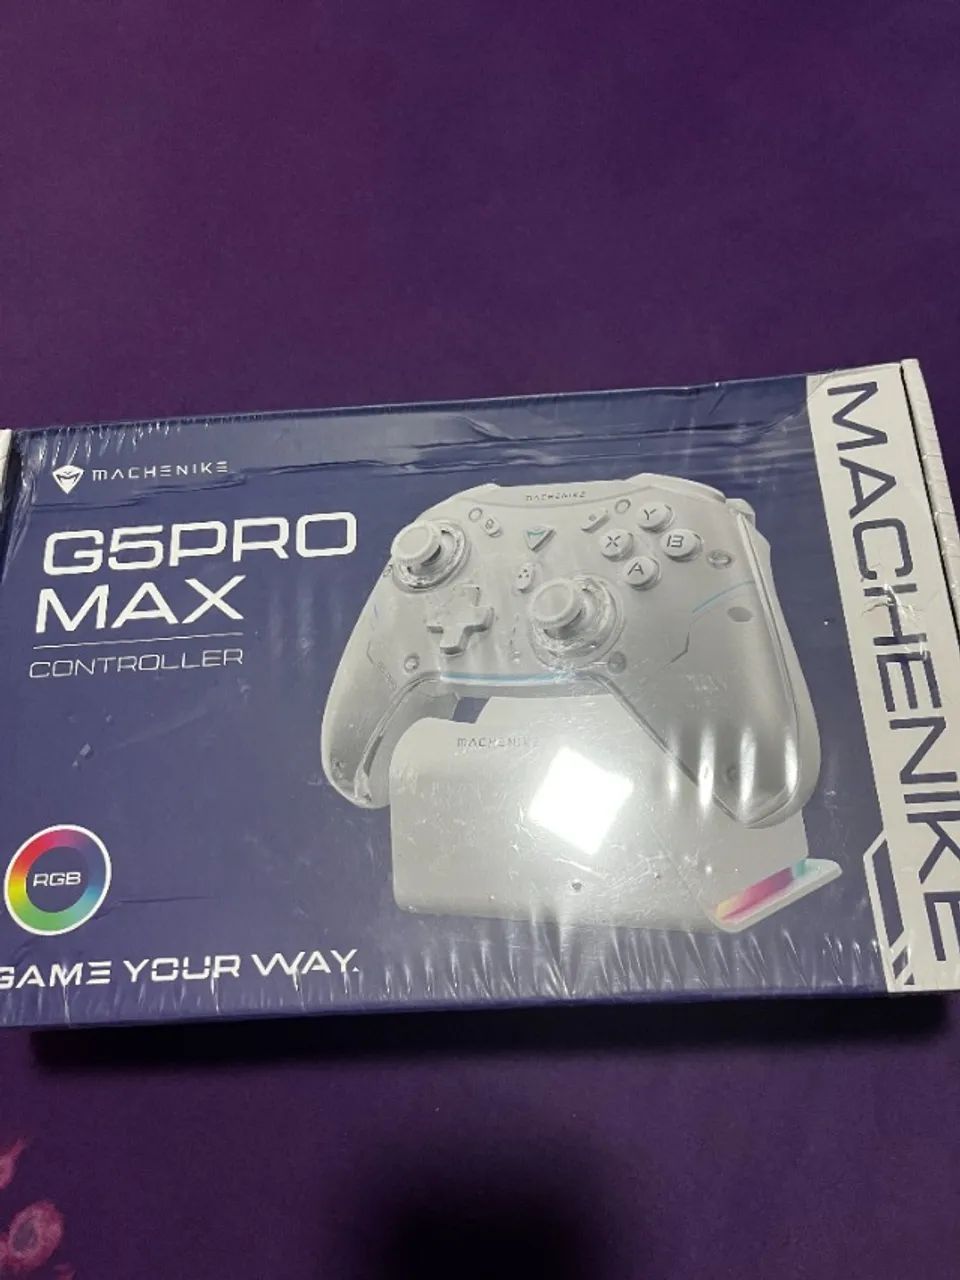 MACHENIKE
G5PRO
MAX
CONTROLLER
RGB
GAME YOUR WAY.
MACHENIKE
Y
X
B
A
MACHENIKE
MACHENIKE